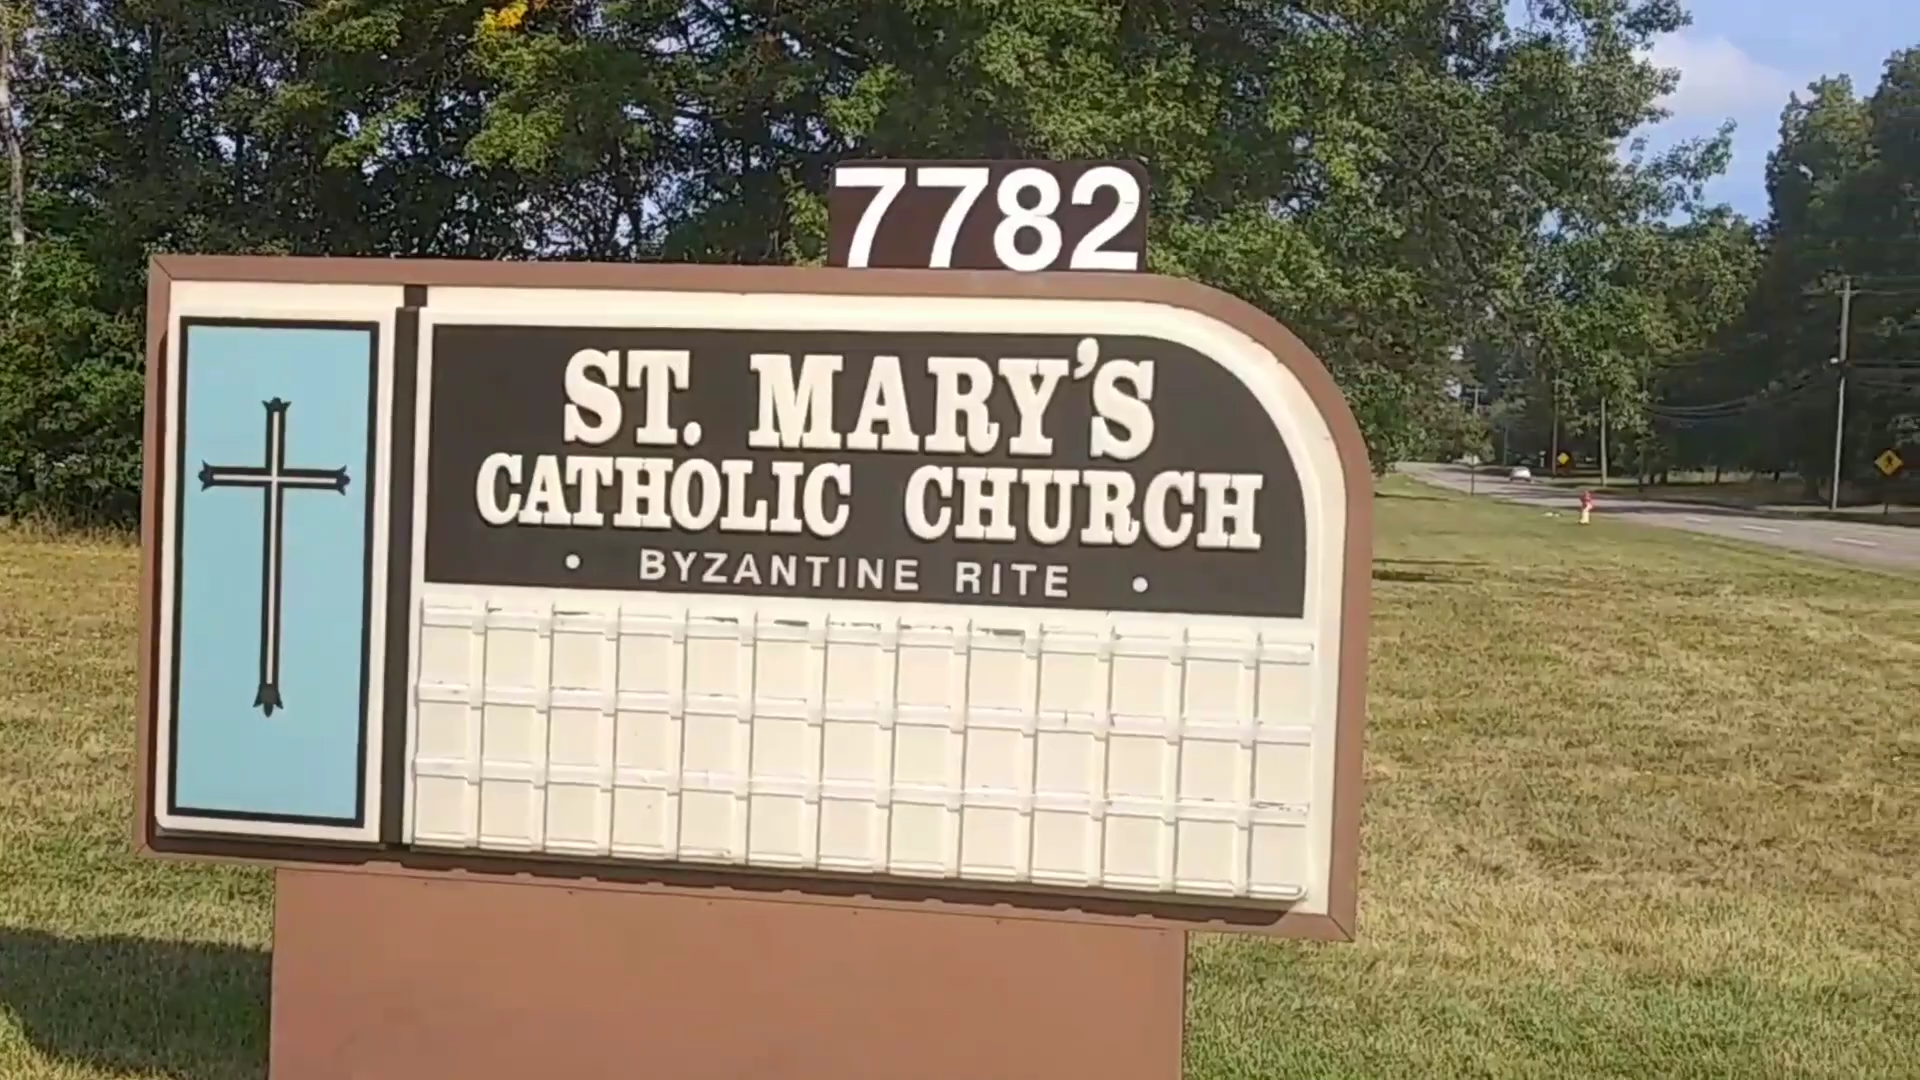 7782
ST. MARY'S
CATHOLIC CHURCH
• BYZANTINE RITE •